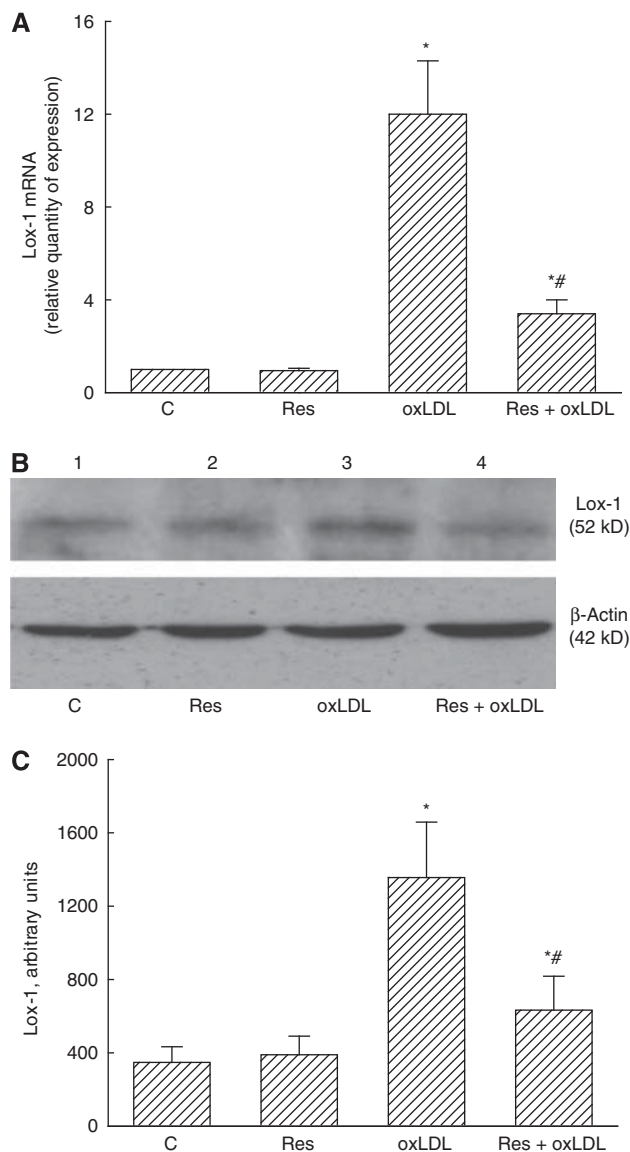 A
16
12
8
4
0
Lox-1 mRNA
(relative quantity of expression)
*
*#
C Res oxLDL Res + oxLDL
B
1 2 3 4
Lox-1
(52 kD)
β-Actin
(42 kD)
C Res oxLDL Res + oxLDL
C
2000
1600
1200
800
400
0
Lox-1, arbitrary units
*
*#
C Res oxLDL Res + oxLDL